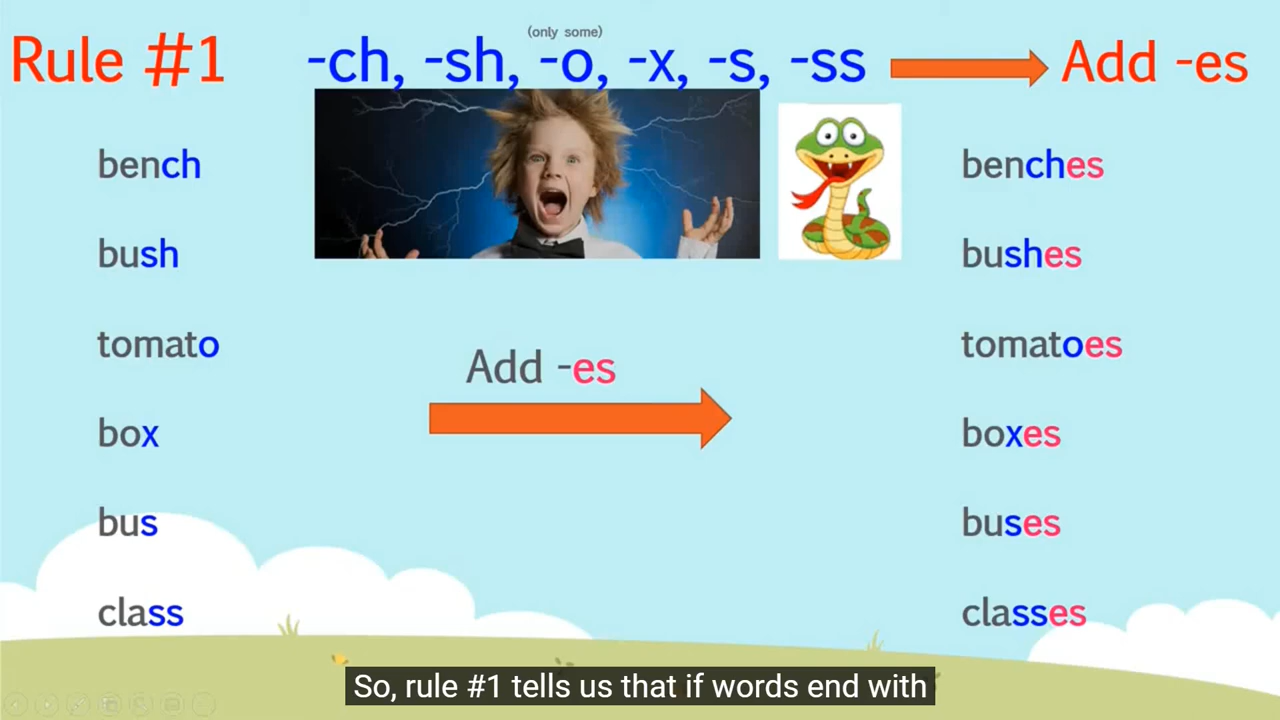 (only some)
Rule #1 -ch, -sh, -o, -x, -s, -ss Add -es
bench benches
bush bushes
tomato tomatoes
Add -es
box boxes
bus buses
class classes
So, rule #1 tells us that if words end with